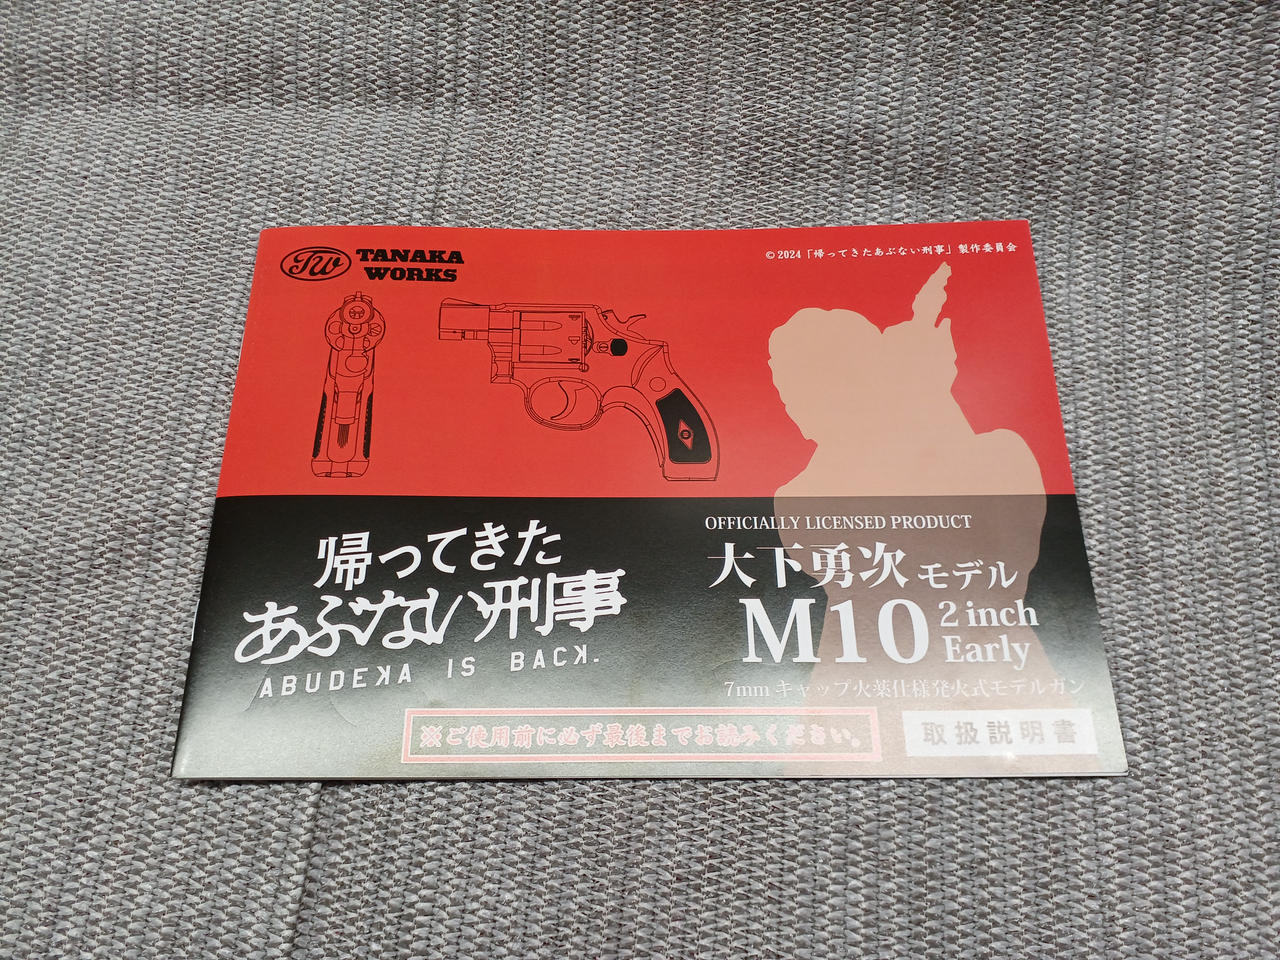 TW TANAKA
WORKS
© 2024「帰ってきたあぶない刑事」製作委員会
帰ってきた
あぶない刑事
ABUDEKA IS BACK.
OFFICIALLY LICENSED PRODUCT
大下勇次モデル
M10 2 inch
Early
7mm キャップ火薬仕様発火式モデルガン
※ご使用前に必ず最後までお読みください。
取扱説明書